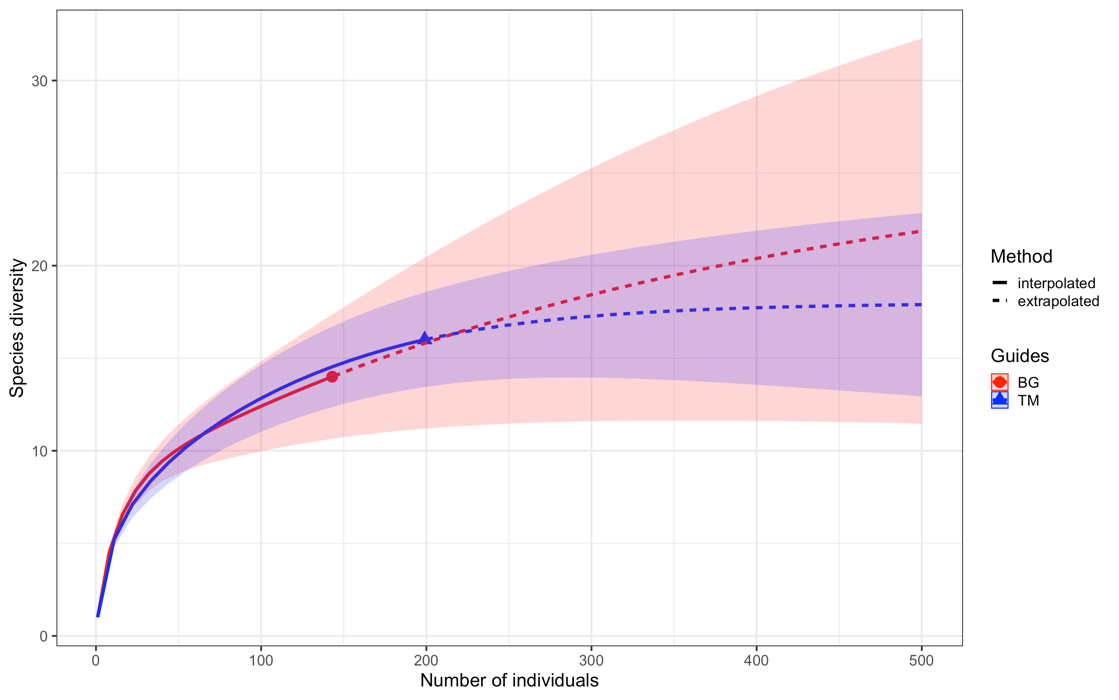 Species diversity
30
20
10
0
0 100 200 300 400 500
Number of individuals
Method
interpolated
extrapolated
Guides
BG
TM